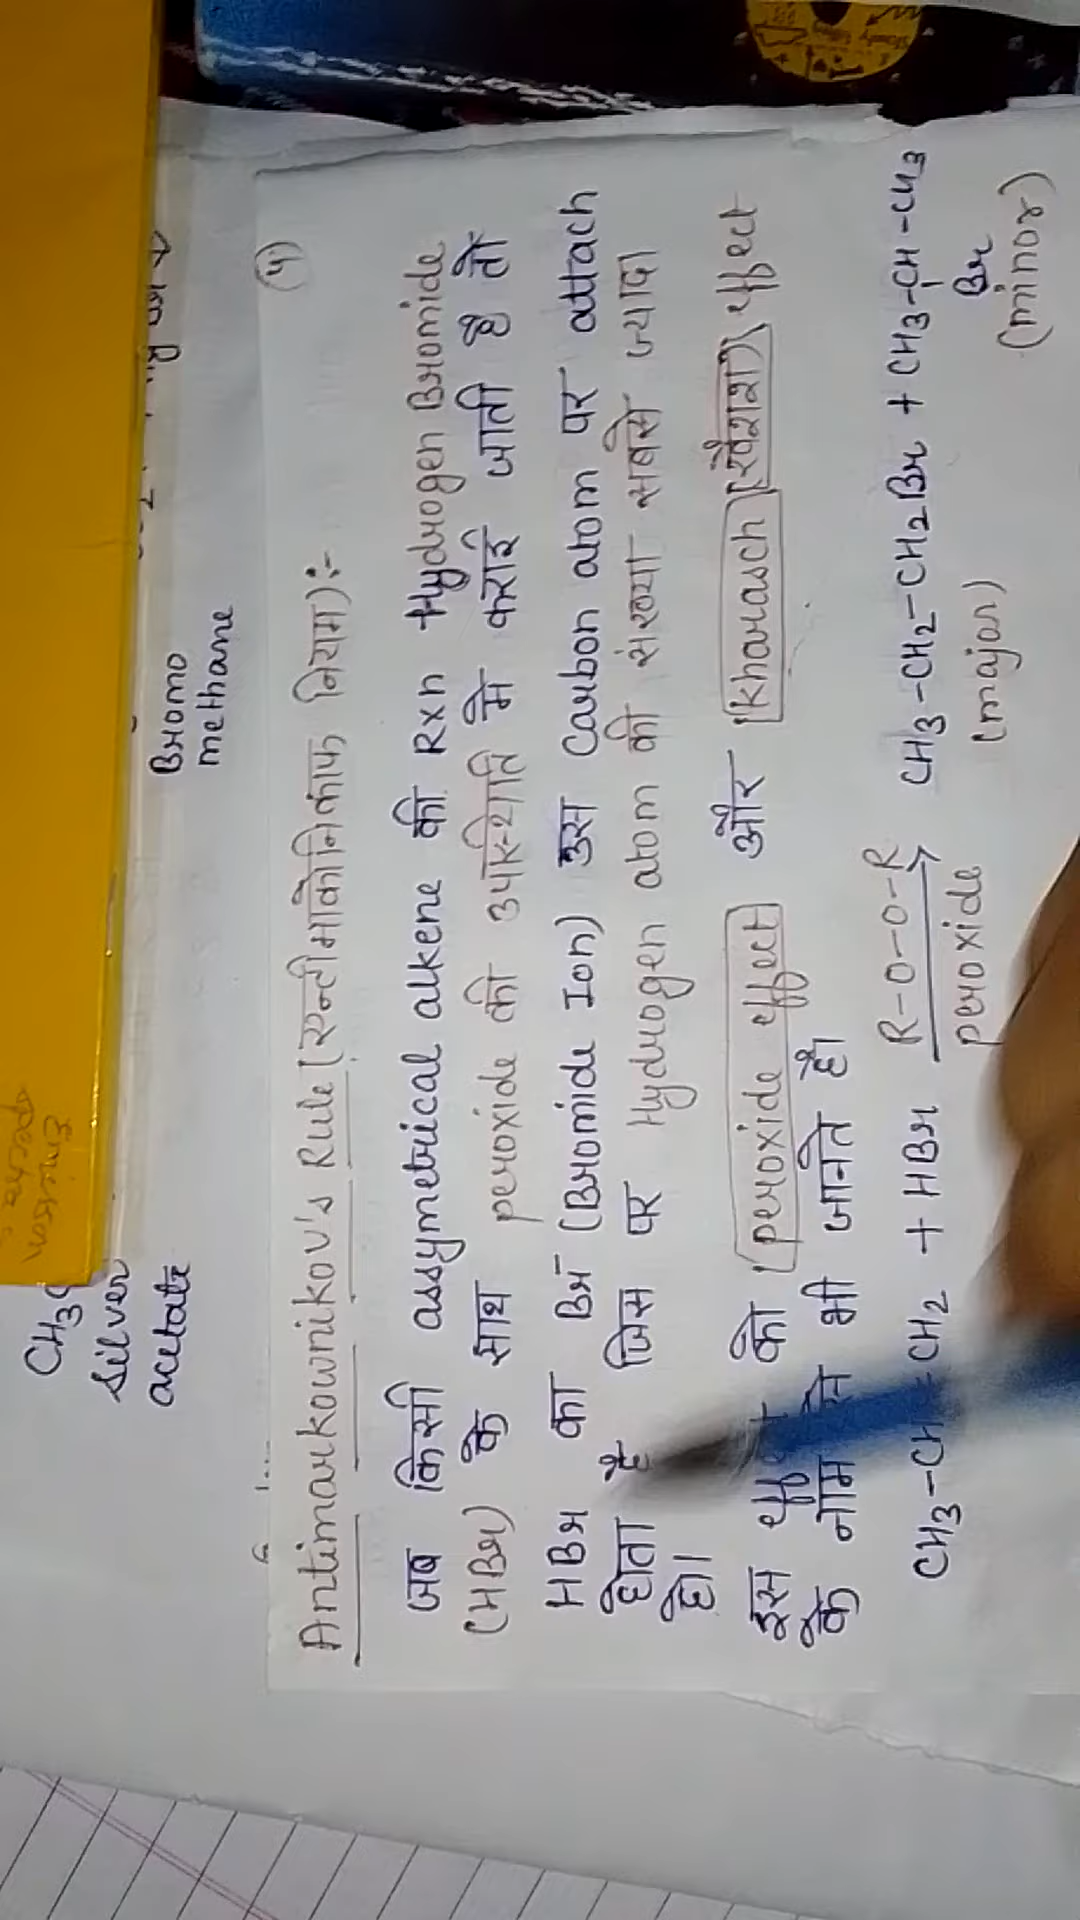 CH3
Silver
acetate
Bromo
methane
(4)
Antimarkownikov's Rule (एन्टीमार्कोनिकॉफ नियम):-
जब किसी assymetrical alkene की Rxn Hydrogen Bromide
(HBr) के साथ peroxide की उपस्थिति मे कराई जाती है तो
HBr का Br⁻ (Bromide Ion) उस Carbon atom पर attach
होता है जिस पर Hydrogen atom की संख्या सबसे ज्यादा
हो।
इस को peroxide effect और Kharasch (खैराश) effect
के नाम से भी जानते है।
CH3-CH=CH2 + HBr R-O-O-R → CH3-CH2-CH2Br + CH3-CH-CH3
peroxide (major) Br
(minor)